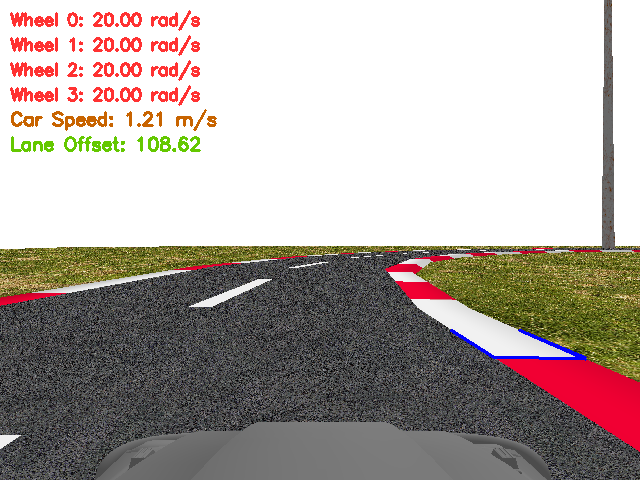 Wheel 0: 20.00 rad/s
Wheel 1: 20.00 rad/s
Wheel 2: 20.00 rad/s
Wheel 3: 20.00 rad/s
Car Speed: 1.21 m/s
Lane Offset: 108.62